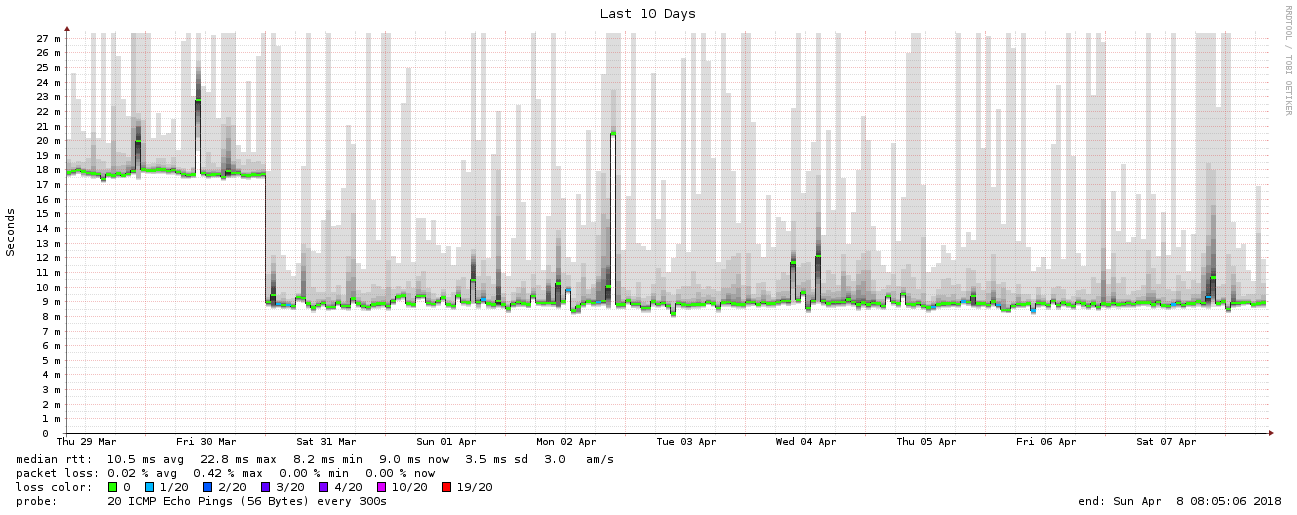 Last 10 Days
RRDTOOL / TOBI OETIKER
Seconds
27 m
26 m
25 m
24 m
23 m
22 m
21 m
20 m
19 m
18 m
17 m
16 m
15 m
14 m
13 m
12 m
11 m
10 m
9 m
8 m
7 m
6 m
5 m
4 m
3 m
2 m
1 m
0
Thu 29 Mar Fri 30 Mar Sat 31 Mar Sun 01 Apr Mon 02 Apr Tue 03 Apr Wed 04 Apr Thu 05 Apr Fri 06 Apr Sat 07 Apr
median rtt: 10.5 ms avg 22.8 ms max 8.2 ms min 9.0 ms now 3.5 ms sd 3.0 am/s
packet loss: 0.02 % avg 0.42 % max 0.00 % min 0.00 % now
loss color: 0 1/20 2/20 3/20 4/20 10/20 19/20
probe: 20 ICMP Echo Pings (56 Bytes) every 300s end: Sun Apr 8 08:05:06 2018